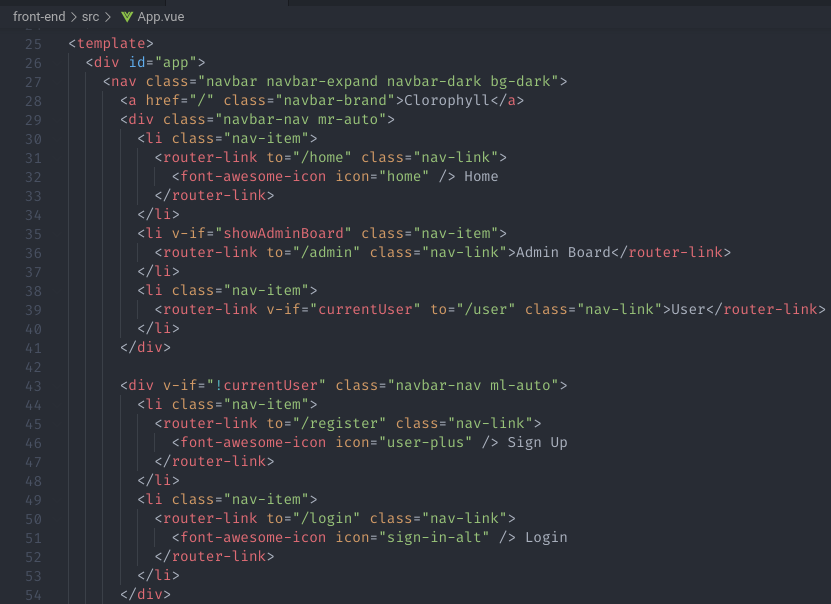 front-end > src > App.vue
25 <template>
26 <div id="app">
27 <nav class="navbar navbar-expand navbar-dark bg-dark">
28 <a href="/" class="navbar-brand">Clorophyll</a>
29 <div class="navbar-nav mr-auto">
30 <li class="nav-item">
31 <router-link to="/home" class="nav-link">
32 <font-awesome-icon icon="home" /> Home
33 </router-link>
34 </li>
35 <li v-if="showAdminBoard" class="nav-item">
36 <router-link to="/admin" class="nav-link">Admin Board</router-link>
37 </li>
38 <li class="nav-item">
39 <router-link v-if="currentUser" to="/user" class="nav-link">User</router-link>
40 </li>
41 </div>
42
43 <div v-if="!currentUser" class="navbar-nav ml-auto">
44 <li class="nav-item">
45 <router-link to="/register" class="nav-link">
46 <font-awesome-icon icon="user-plus" /> Sign Up
47 </router-link>
48 </li>
49 <li class="nav-item">
50 <router-link to="/login" class="nav-link">
51 <font-awesome-icon icon="sign-in-alt" /> Login
52 </router-link>
53 </li>
54 </div>